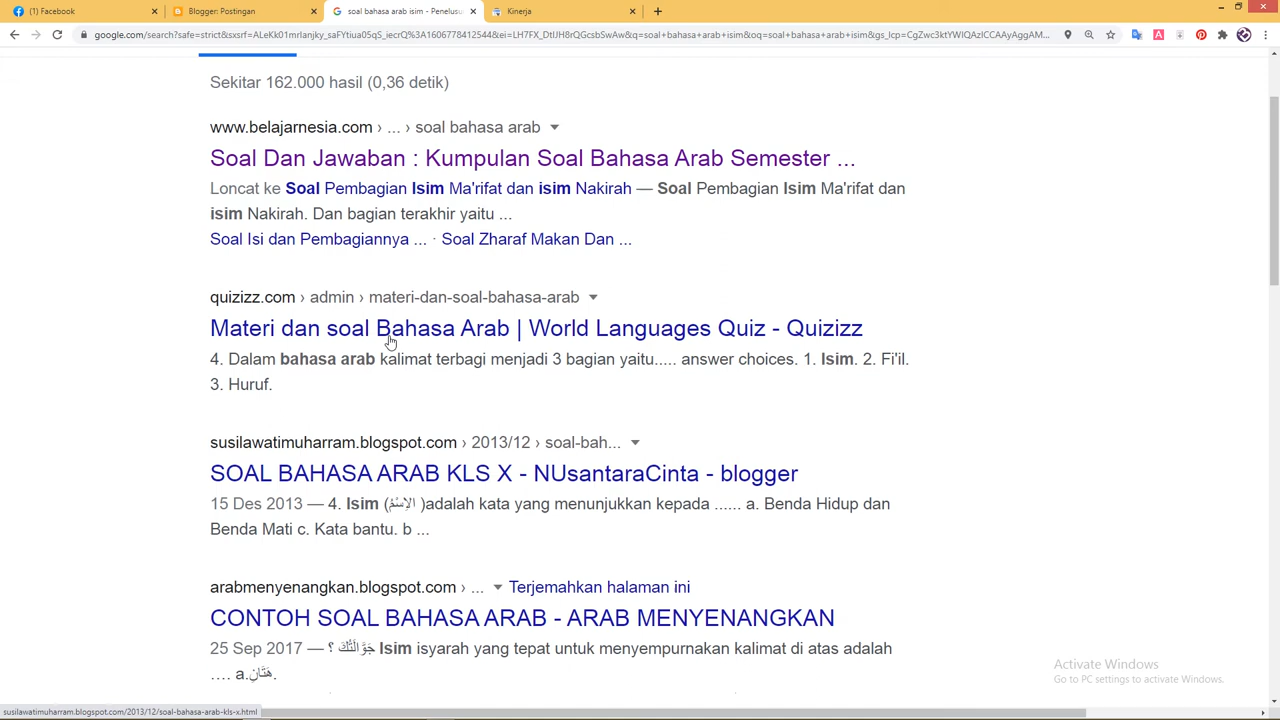 (1) Facebook
Blogger: Postingan
soal bahasa arab isim - Penelusu
Kinerja
google.com/search?safe=strict&sxsrf=ALeKk01mrIanjky_saFYtiua05qS_iecrQ%3A1606778412544&ei=LH7FX_DtIJH8rQGcsbSwAw&q=soal+bahasa+arab+isim&oq=soal+bahasa+arab+isim&gs_lcp=CgZwc3ktYWIQAzICCAAyAggAM...
Sekitar 162.000 hasil (0,36 detik)
www.belajarnesia.com › ... › soal bahasa arab
Soal Dan Jawaban : Kumpulan Soal Bahasa Arab Semester ...
Loncat ke Soal Pembagian Isim Ma'rifat dan isim Nakirah — Soal Pembagian Isim Ma'rifat dan
isim Nakirah. Dan bagian terakhir yaitu ...
Soal Isi dan Pembagiannya ... · Soal Zharaf Makan Dan ...
quizizz.com › admin › materi-dan-soal-bahasa-arab
Materi dan soal Bahasa Arab | World Languages Quiz - Quizizz
4. Dalam bahasa arab kalimat terbagi menjadi 3 bagian yaitu..... answer choices. 1. Isim. 2. Fi'il.
3. Huruf.
susilawatimuharram.blogspot.com › 2013/12 › soal-bah...
SOAL BAHASA ARAB KLS X - NUsantaraCinta - blogger
15 Des 2013 — 4. Isim (الإِسْمُ )adalah kata yang menunjukkan kepada ...... a. Benda Hidup dan
Benda Mati c. Kata bantu. b ...
arabmenyenangkan.blogspot.com › ... Terjemahkan halaman ini
CONTOH SOAL BAHASA ARAB - ARAB MENYENANGKAN
25 Sep 2017 — ؟ جَوَّالَتُكَ Isim isyarah yang tepat untuk menyempurnakan kalimat di atas adalah
.... a.هَتَانِ.
Activate Windows
Go to PC settings to activate Windows.
susilawatimuharram.blogspot.com/2013/12/soal-bahasa-arab-kls-x.html